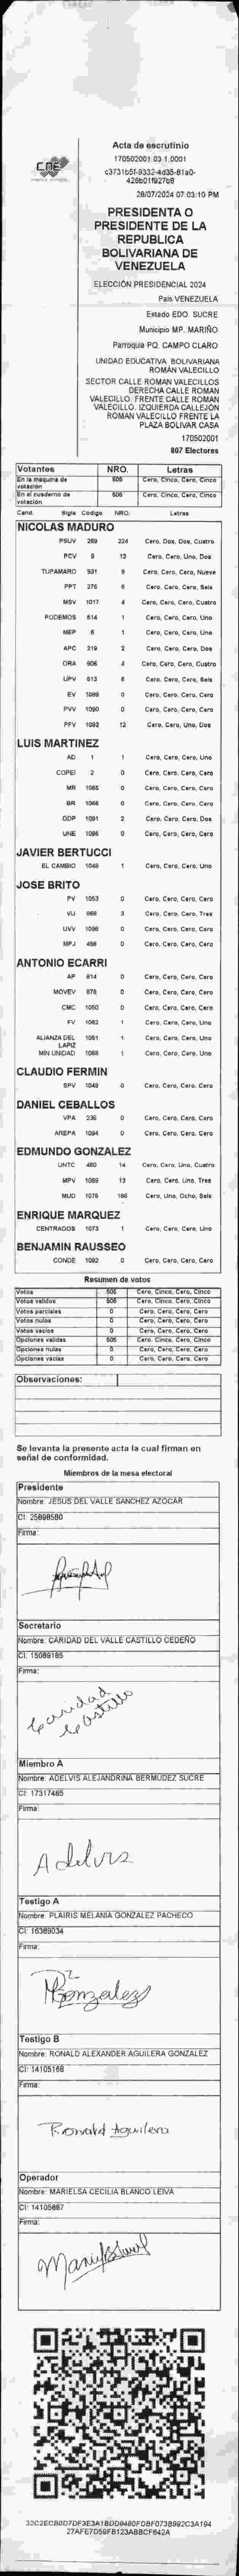 CNE
Acta de escrutinio
170502001.03.1.0001
c3731b5f-9332-4d35-81a0-
426b01f927b8
28/07/2024 07:03:10 PM
PRESIDENTA O
PRESIDENTE DE LA
REPUBLICA
BOLIVARIANA DE
VENEZUELA
ELECCIÓN PRESIDENCIAL 2024
País VENEZUELA
Estado EDO. SUCRE
Municipio MP. MARIÑO
Parroquia PQ. CAMPO CLARO
UNIDAD EDUCATIVA BOLIVARIANA
ROMÁN VALECILLO
SECTOR CALLE ROMAN VALECILLOS
DERECHA CALLE ROMAN
VALECILLO. FRENTE CALLE ROMAN
VALECILLO. IZQUIERDA CALLEJÓN
ROMAN VALECILLO FRENTE LA
PLAZA BOLIVAR CASA
170502001
807 Electores
Votantes NRO. Letras
En la maquina de votación 505 Cero, Cinco, Cero, Cinco
En el cuaderno de votación 505 Cero, Cinco, Cero, Cinco
Cand. Sigla Codigo NRO. Letras
NICOLAS MADURO
PSUV 269 224 Cero, Dos, Dos, Cuatro
PCV 9 12 Cero, Cero, Uno, Dos
TUPAMARO 931 9 Cero, Cero, Cero, Nueve
PPT 276 6 Cero, Cero, Cero, Seis
MSV 1017 4 Cero, Cero, Cero, Cuatro
PODEMOS 514 1 Cero, Cero, Cero, Uno
MEP 6 1 Cero, Cero, Cero, Uno
APC 219 2 Cero, Cero, Cero, Dos
ORA 906 4 Cero, Cero, Cero, Cuatro
UPV 613 6 Cero, Cero, Cero, Seis
EV 1089 0 Cero, Cero, Cero, Cero
PVV 1090 0 Cero, Cero, Cero, Cero
PFV 1093 12 Cero, Cero, Uno, Dos
LUIS MARTINEZ
AD 1 1 Cero, Cero, Cero, Uno
COPEI 2 0 Cero, Cero, Cero, Cero
MR 1065 0 Cero, Cero, Cero, Cero
BR 1066 0 Cero, Cero, Cero, Cero
DDP 1091 2 Cero, Cero, Cero, Dos
UNE 1095 0 Cero, Cero, Cero, Cero
JAVIER BERTUCCI
EL CAMBIO 1048 1 Cero, Cero, Cero, Uno
JOSE BRITO
PV 1053 0 Cero, Cero, Cero, Cero
VU 868 3 Cero, Cero, Cero, Tres
UVV 1096 0 Cero, Cero, Cero, Cero
MPJ 458 0 Cero, Cero, Cero, Cero
ANTONIO ECARRI
AP 814 0 Cero, Cero, Cero, Cero
MOVEV 878 0 Cero, Cero, Cero, Cero
CMC 1050 0 Cero, Cero, Cero, Cero
FV 1082 1 Cero, Cero, Cero, Uno
ALIANZA DEL LAPIZ 1051 1 Cero, Cero, Cero, Uno
MIN UNIDAD 1058 1 Cero, Cero, Cero, Uno
CLAUDIO FERMIN
SPV 1049 0 Cero, Cero, Cero, Cero
DANIEL CEBALLOS
VPA 236 0 Cero, Cero, Cero, Cero
AREPA 1094 0 Cero, Cero, Cero, Cero
EDMUNDO GONZALEZ
UNTC 460 14 Cero, Cero, Uno, Cuatro
MPV 1069 13 Cero, Cero, Uno, Tres
MUD 1076 186 Cero, Uno, Ocho, Seis
ENRIQUE MARQUEZ
CENTRADOS 1073 1 Cero, Cero, Cero, Uno
BENJAMIN RAUSSEO
CONDE 1092 0 Cero, Cero, Cero, Cero
Resumen de votos
Votos 505 Cero, Cinco, Cero, Cinco
Votos validos 505 Cero, Cinco, Cero, Cinco
Votos parciales 0 Cero, Cero, Cero, Cero
Votos nulos 0 Cero, Cero, Cero, Cero
Votos vacios 0 Cero, Cero, Cero, Cero
Opciones validas 505 Cero, Cinco, Cero, Cinco
Opciones nulas 0 Cero, Cero, Cero, Cero
Opciones vacias 0 Cero, Cero, Cero, Cero
Observaciones:
Se levanta la presente acta la cual firman en
señal de conformidad.
Miembros de la mesa electoral
Presidente
Nombre: JESUS DEL VALLE SANCHEZ AZOCAR
CI: 25898580
Firma:
Secretario
Nombre: CARIDAD DEL VALLE CASTILLO CEDEÑO
CI: 15089185
Firma:
Caridad
Castillo
Miembro A
Nombre: ADELVIS ALEJANDRINA BERMUDEZ SUCRE
CI: 17317465
Firma:
Adelvis
Testigo A
Nombre: PLAIRIS MELANIA GONZALEZ PACHECO
CI: 16389034
Firma:
Gonzalez
Testigo B
Nombre: RONALD ALEXANDER AGUILERA GONZALEZ
CI: 14105168
Firma:
Ronald Aguilera
Operador
Nombre: MARIELSA CECILIA BLANCO LEIVA
CI: 14105887
Firma:
32C2ECB0D7DF3E3A1BDD9480FDBF073B992C3A194
27AFE7D59FB123ABBCF642A